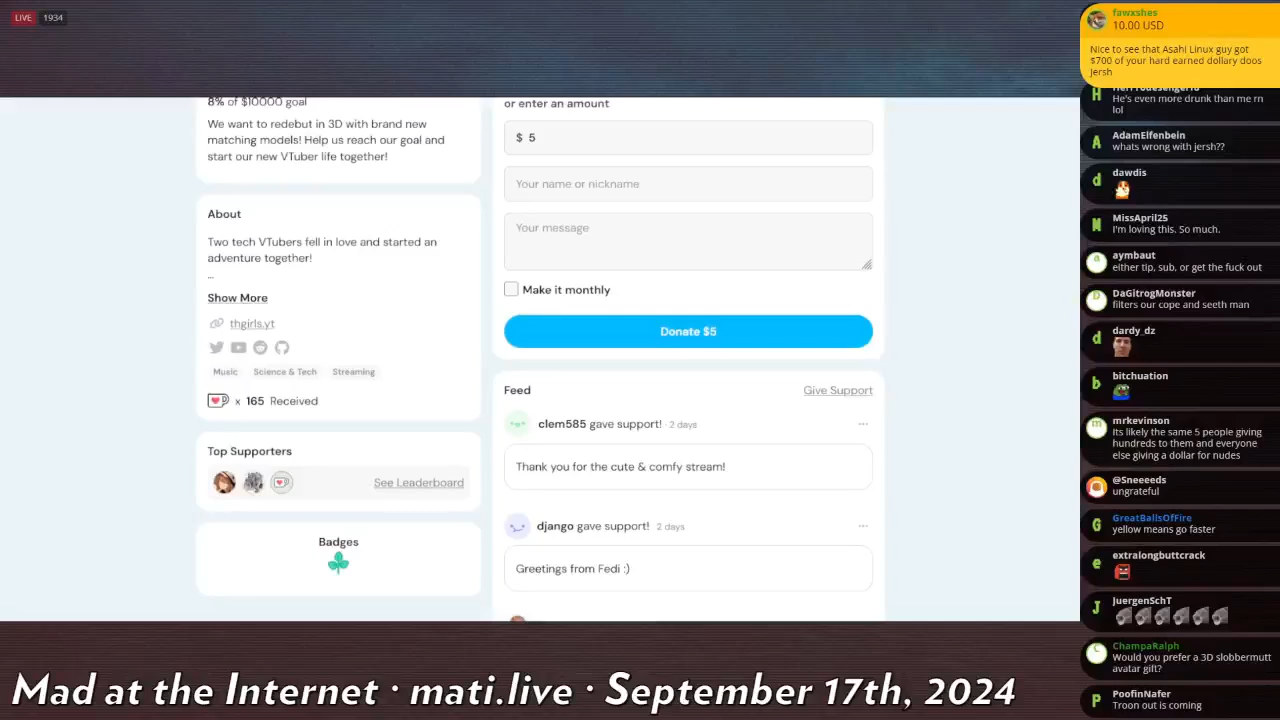 LIVE 1934
8% of $10000 goal
We want to redebut in 3D with brand new
matching models! Help us reach our goal and
start our new VTuber life together!
About
Two tech VTubers fell in love and started an
adventure together!
...
Show More
thgirls.yt
Music Science & Tech Streaming
x 165 Received
Top Supporters
See Leaderboard
Badges
or enter an amount
$ 5
Your name or nickname
Your message
Make it monthly
Donate $5
Feed Give Support
clem585 gave support! · 2 days ...
Thank you for the cute & comfy stream!
django gave support! 2 days ...
Greetings from Fedi :)
fawxshes
10.00 USD
Nice to see that Asahi Linux guy got
$700 of your hard earned dollary doos
Jersh
H
He's even more drunk than me rn
lol
A AdamElfenbein
whats wrong with jersh??
d dawdis
M MissApril25
I'm loving this. So much.
a aymbaut
either tip, sub, or get the fuck out
D DaGitrogMonster
filters our cope and seeth man
d dardy_dz
b bitchuation
m mrkevinson
Its likely the same 5 people giving
hundreds to them and everyone
else giving a dollar for nudes
@Sneeeeds
ungrateful
G GreatBallsOfFire
yellow means go faster
e extralongbuttcrack
J JuergenSchT
C ChampaRalph
Would you prefer a 3D slobbermutt
avatar gift?
P PoofinNafer
Troon out is coming
Mad at the Internet · mati.live · September 17th, 2024